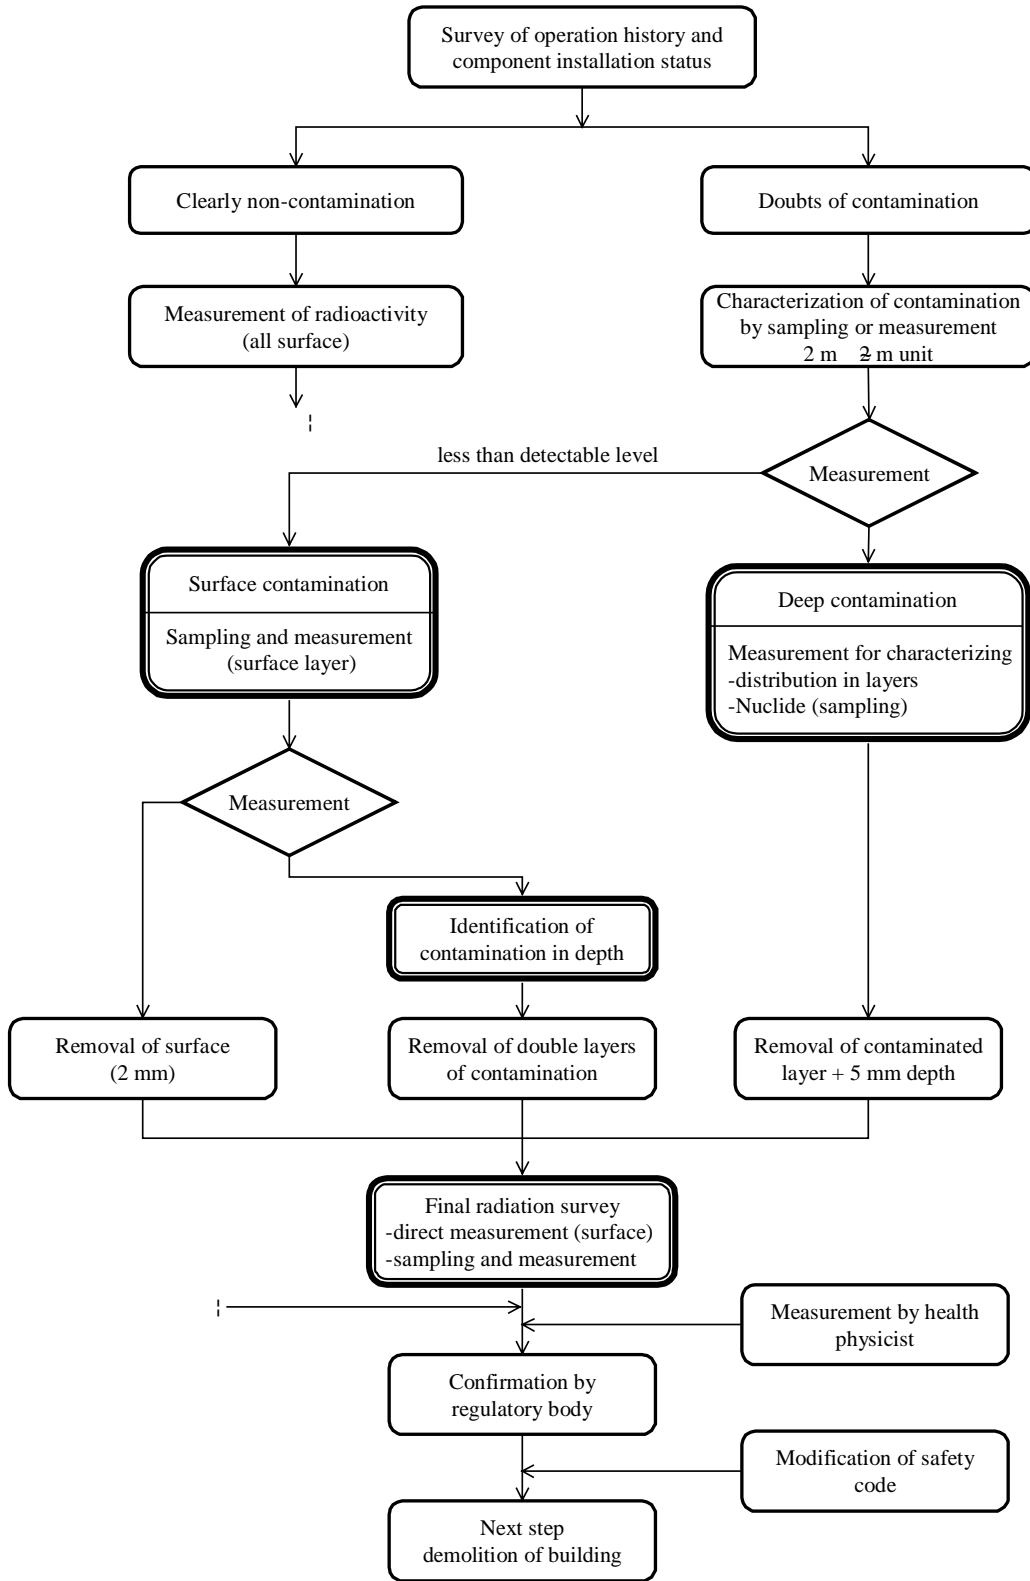 Survey of operation history and
component installation status
Clearly non-contamination
Doubts of contamination
Measurement of radioactivity
(all surface)
Characterization of contamination
by sampling or measurement
2 m 2 m unit
less than detectable level
Measurement
Surface contamination
Sampling and measurement
(surface layer)
Deep contamination
Measurement for characterizing
-distribution in layers
-Nuclide (sampling)
Measurement
Identification of
contamination in depth
Removal of surface
(2 mm)
Removal of double layers
of contamination
Removal of contaminated
layer + 5 mm depth
Final radiation survey
-direct measurement (surface)
-sampling and measurement
Measurement by health
physicist
Confirmation by
regulatory body
Modification of safety
code
Next step
demolition of building